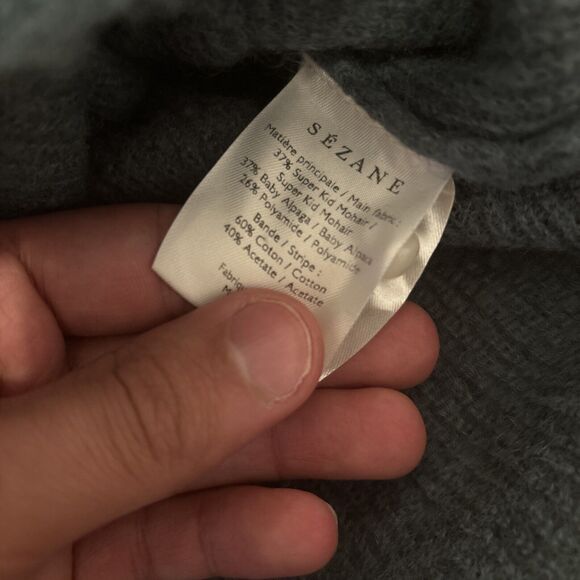 SÉZANE
Matière principale / Main fabric :
37% Super Kid Mohair /
Super Kid Mohair
37% Baby Alpaga / Baby Alpaca
26% Polyamide / Polyamide
Bande / Stripe :
60% Coton / Cotton
40% Acetate / Acetate